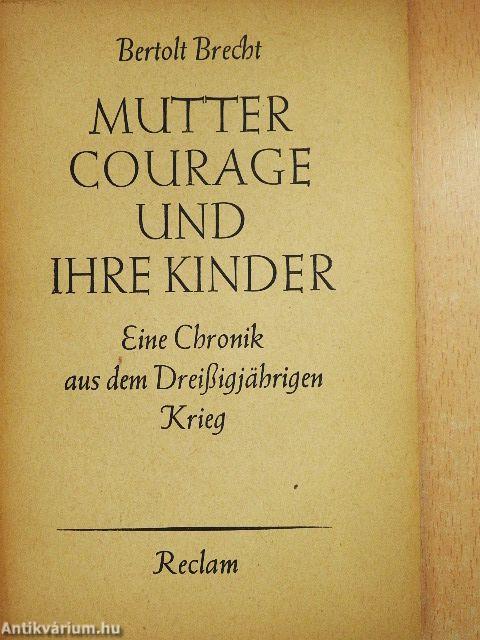 Bertolt Brecht
MUTTER
COURAGE
UND
IHRE KINDER
Eine Chronik
aus dem Dreißigjährigen
Krieg
Reclam
Antikvárium.hu